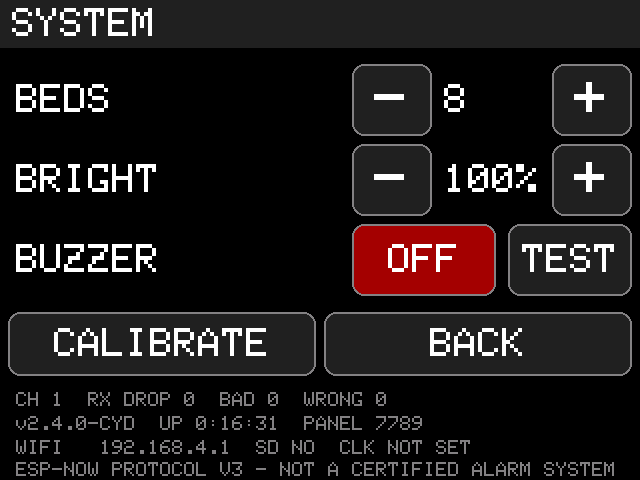 SYSTEM
BEDS − 8 +
BRIGHT − 100% +
BUZZER OFF TEST
CALIBRATE BACK
CH 1 RX DROP 0 BAD 0 WRONG 0
v2.4.0-CYD UP 0:16:31 PANEL 7789
WIFI 192.168.4.1 SD NO CLK NOT SET
ESP-NOW PROTOCOL V3 - NOT A CERTIFIED ALARM SYSTEM